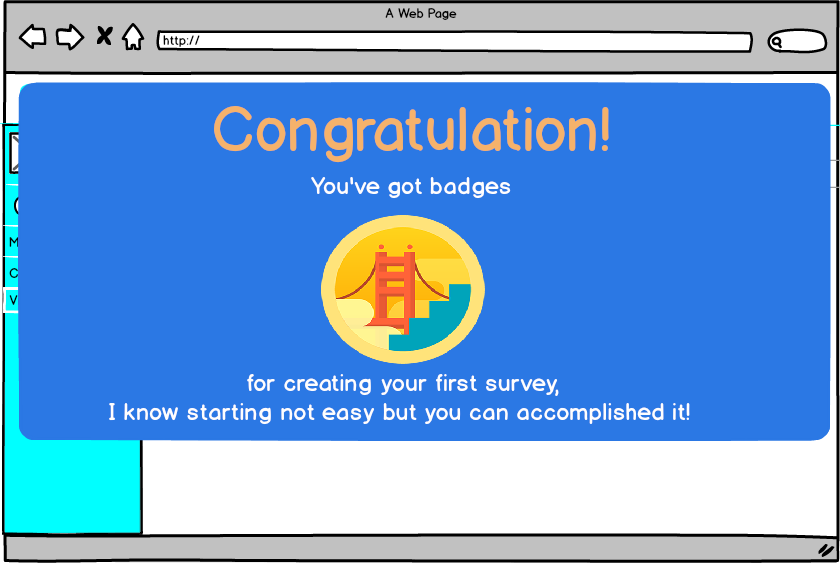 A Web Page
http://
Congratulation!
You've got badges
M
C
V
for creating your first survey,
I know starting not easy but you can accomplished it!